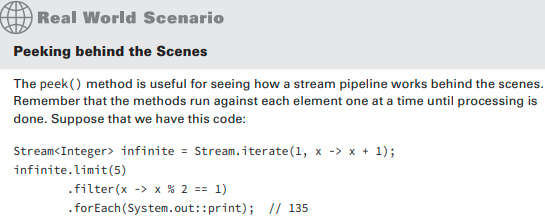 Real World Scenario
Peeking behind the Scenes
The peek() method is useful for seeing how a stream pipeline works behind the scenes.
Remember that the methods run against each element one at a time until processing is
done. Suppose that we have this code:
Stream<Integer> infinite = Stream.iterate(1, x -> x + 1);
infinite.limit(5)
.filter(x -> x % 2 == 1)
.forEach(System.out::print);  // 135